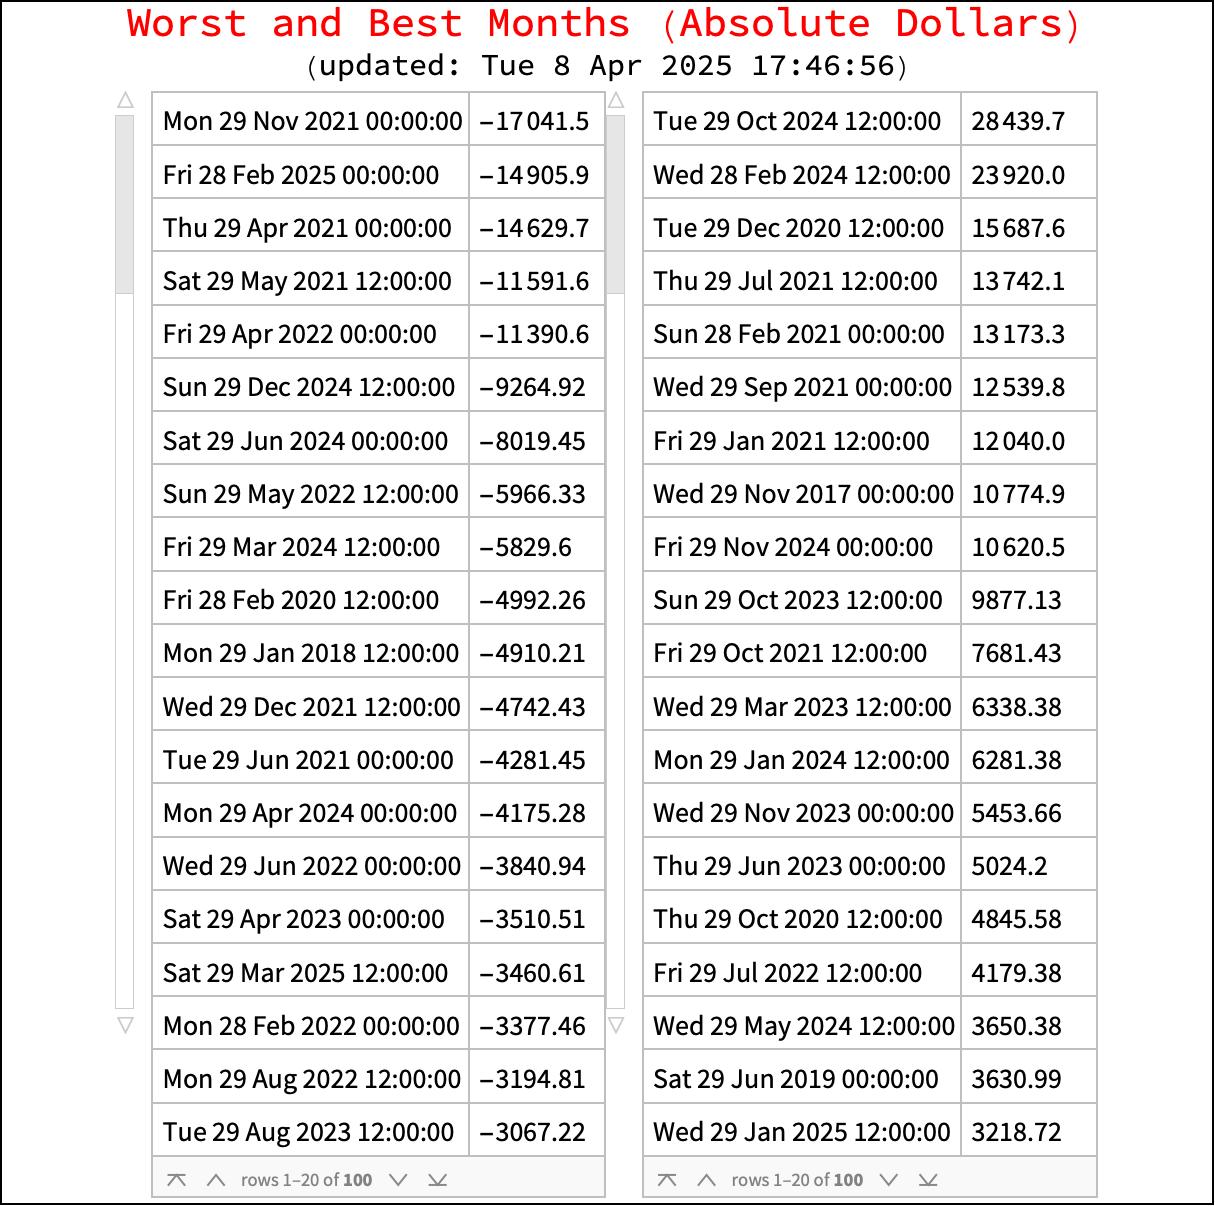 Worst and Best Months (Absolute Dollars)
(updated: Tue 8 Apr 2025 17:46:56)
Mon 29 Nov 2021 00:00:00 −17041.5
Fri 28 Feb 2025 00:00:00 −14905.9
Thu 29 Apr 2021 00:00:00 −14629.7
Sat 29 May 2021 12:00:00 −11591.6
Fri 29 Apr 2022 00:00:00 −11390.6
Sun 29 Dec 2024 12:00:00 −9264.92
Sat 29 Jun 2024 00:00:00 −8019.45
Sun 29 May 2022 12:00:00 −5966.33
Fri 29 Mar 2024 12:00:00 −5829.6
Fri 28 Feb 2020 12:00:00 −4992.26
Mon 29 Jan 2018 12:00:00 −4910.21
Wed 29 Dec 2021 12:00:00 −4742.43
Tue 29 Jun 2021 00:00:00 −4281.45
Mon 29 Apr 2024 00:00:00 −4175.28
Wed 29 Jun 2022 00:00:00 −3840.94
Sat 29 Apr 2023 00:00:00 −3510.51
Sat 29 Mar 2025 12:00:00 −3460.61
Mon 28 Feb 2022 00:00:00 −3377.46
Mon 29 Aug 2022 12:00:00 −3194.81
Tue 29 Aug 2023 12:00:00 −3067.22
rows 1–20 of 100
Tue 29 Oct 2024 12:00:00 28439.7
Wed 28 Feb 2024 12:00:00 23920.0
Tue 29 Dec 2020 12:00:00 15687.6
Thu 29 Jul 2021 12:00:00 13742.1
Sun 28 Feb 2021 00:00:00 13173.3
Wed 29 Sep 2021 00:00:00 12539.8
Fri 29 Jan 2021 12:00:00 12040.0
Wed 29 Nov 2017 00:00:00 10774.9
Fri 29 Nov 2024 00:00:00 10620.5
Sun 29 Oct 2023 12:00:00 9877.13
Fri 29 Oct 2021 12:00:00 7681.43
Wed 29 Mar 2023 12:00:00 6338.38
Mon 29 Jan 2024 12:00:00 6281.38
Wed 29 Nov 2023 00:00:00 5453.66
Thu 29 Jun 2023 00:00:00 5024.2
Thu 29 Oct 2020 12:00:00 4845.58
Fri 29 Jul 2022 12:00:00 4179.38
Wed 29 May 2024 12:00:00 3650.38
Sat 29 Jun 2019 00:00:00 3630.99
Wed 29 Jan 2025 12:00:00 3218.72
rows 1–20 of 100